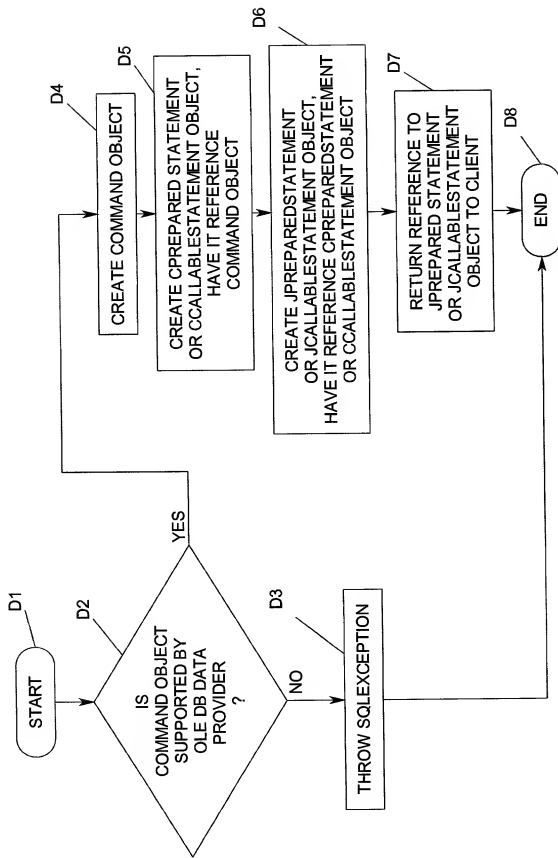 D1
START
D2
IS
COMMAND OBJECT
SUPPORTED BY
OLE DB DATA
PROVIDER
?
YES
NO
D3
THROW SQLEXCEPTION
D4
CREATE COMMAND OBJECT
D5
CREATE CPREPARED STATEMENT
OR CCALLABLESTATEMENT OBJECT,
HAVE IT REFERENCE
COMMAND OBJECT
D6
CREATE JPREPAREDSTATEMENT
OR JCALLABLESTATEMENT OBJECT,
HAVE IT REFERENCE CPREPAREDSTATEMENT
OR CCALLABLESTATEMENT OBJECT
D7
RETURN REFERENCE TO
JPREPARED STATEMENT
OR JCALLABLESTATEMENT
OBJECT TO CLIENT
D8
END